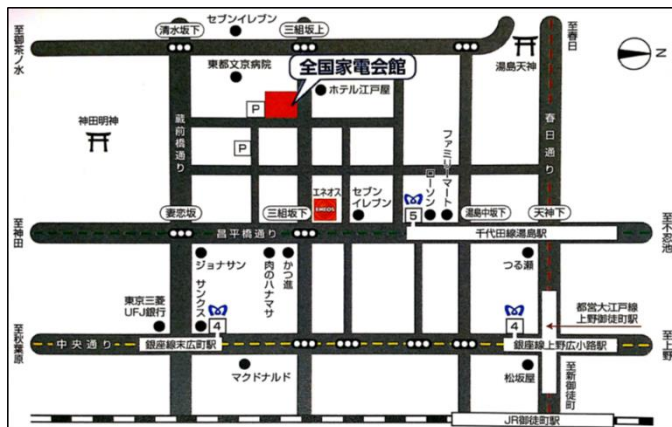 至御茶ノ水
清水坂下
セブンイレブン
三組坂上
至春日
湯島天神
N
東都文京病院
全国家電会館
ホテル江戸屋
P
神田明神
蔵前橋通り
P
春日通り
ファミリーマート
ローソン
エネオス
ENEOS
セブン
イレブン
5
妻恋坂
三組坂下
湯島中坂下
天神下
至神田
昌平橋通り
千代田線湯島駅
至不忍池
ジョナサン
肉のハナマサ
かつ進
つる瀬
サンクス
東京三菱
UFJ銀行
4
4
都営大江戸線
上野御徒町駅
至秋葉原
中央通り
銀座線末広町駅
銀座線上野広小路駅
至上野
マクドナルド
松坂屋
至新御徒町
JR御徒町駅